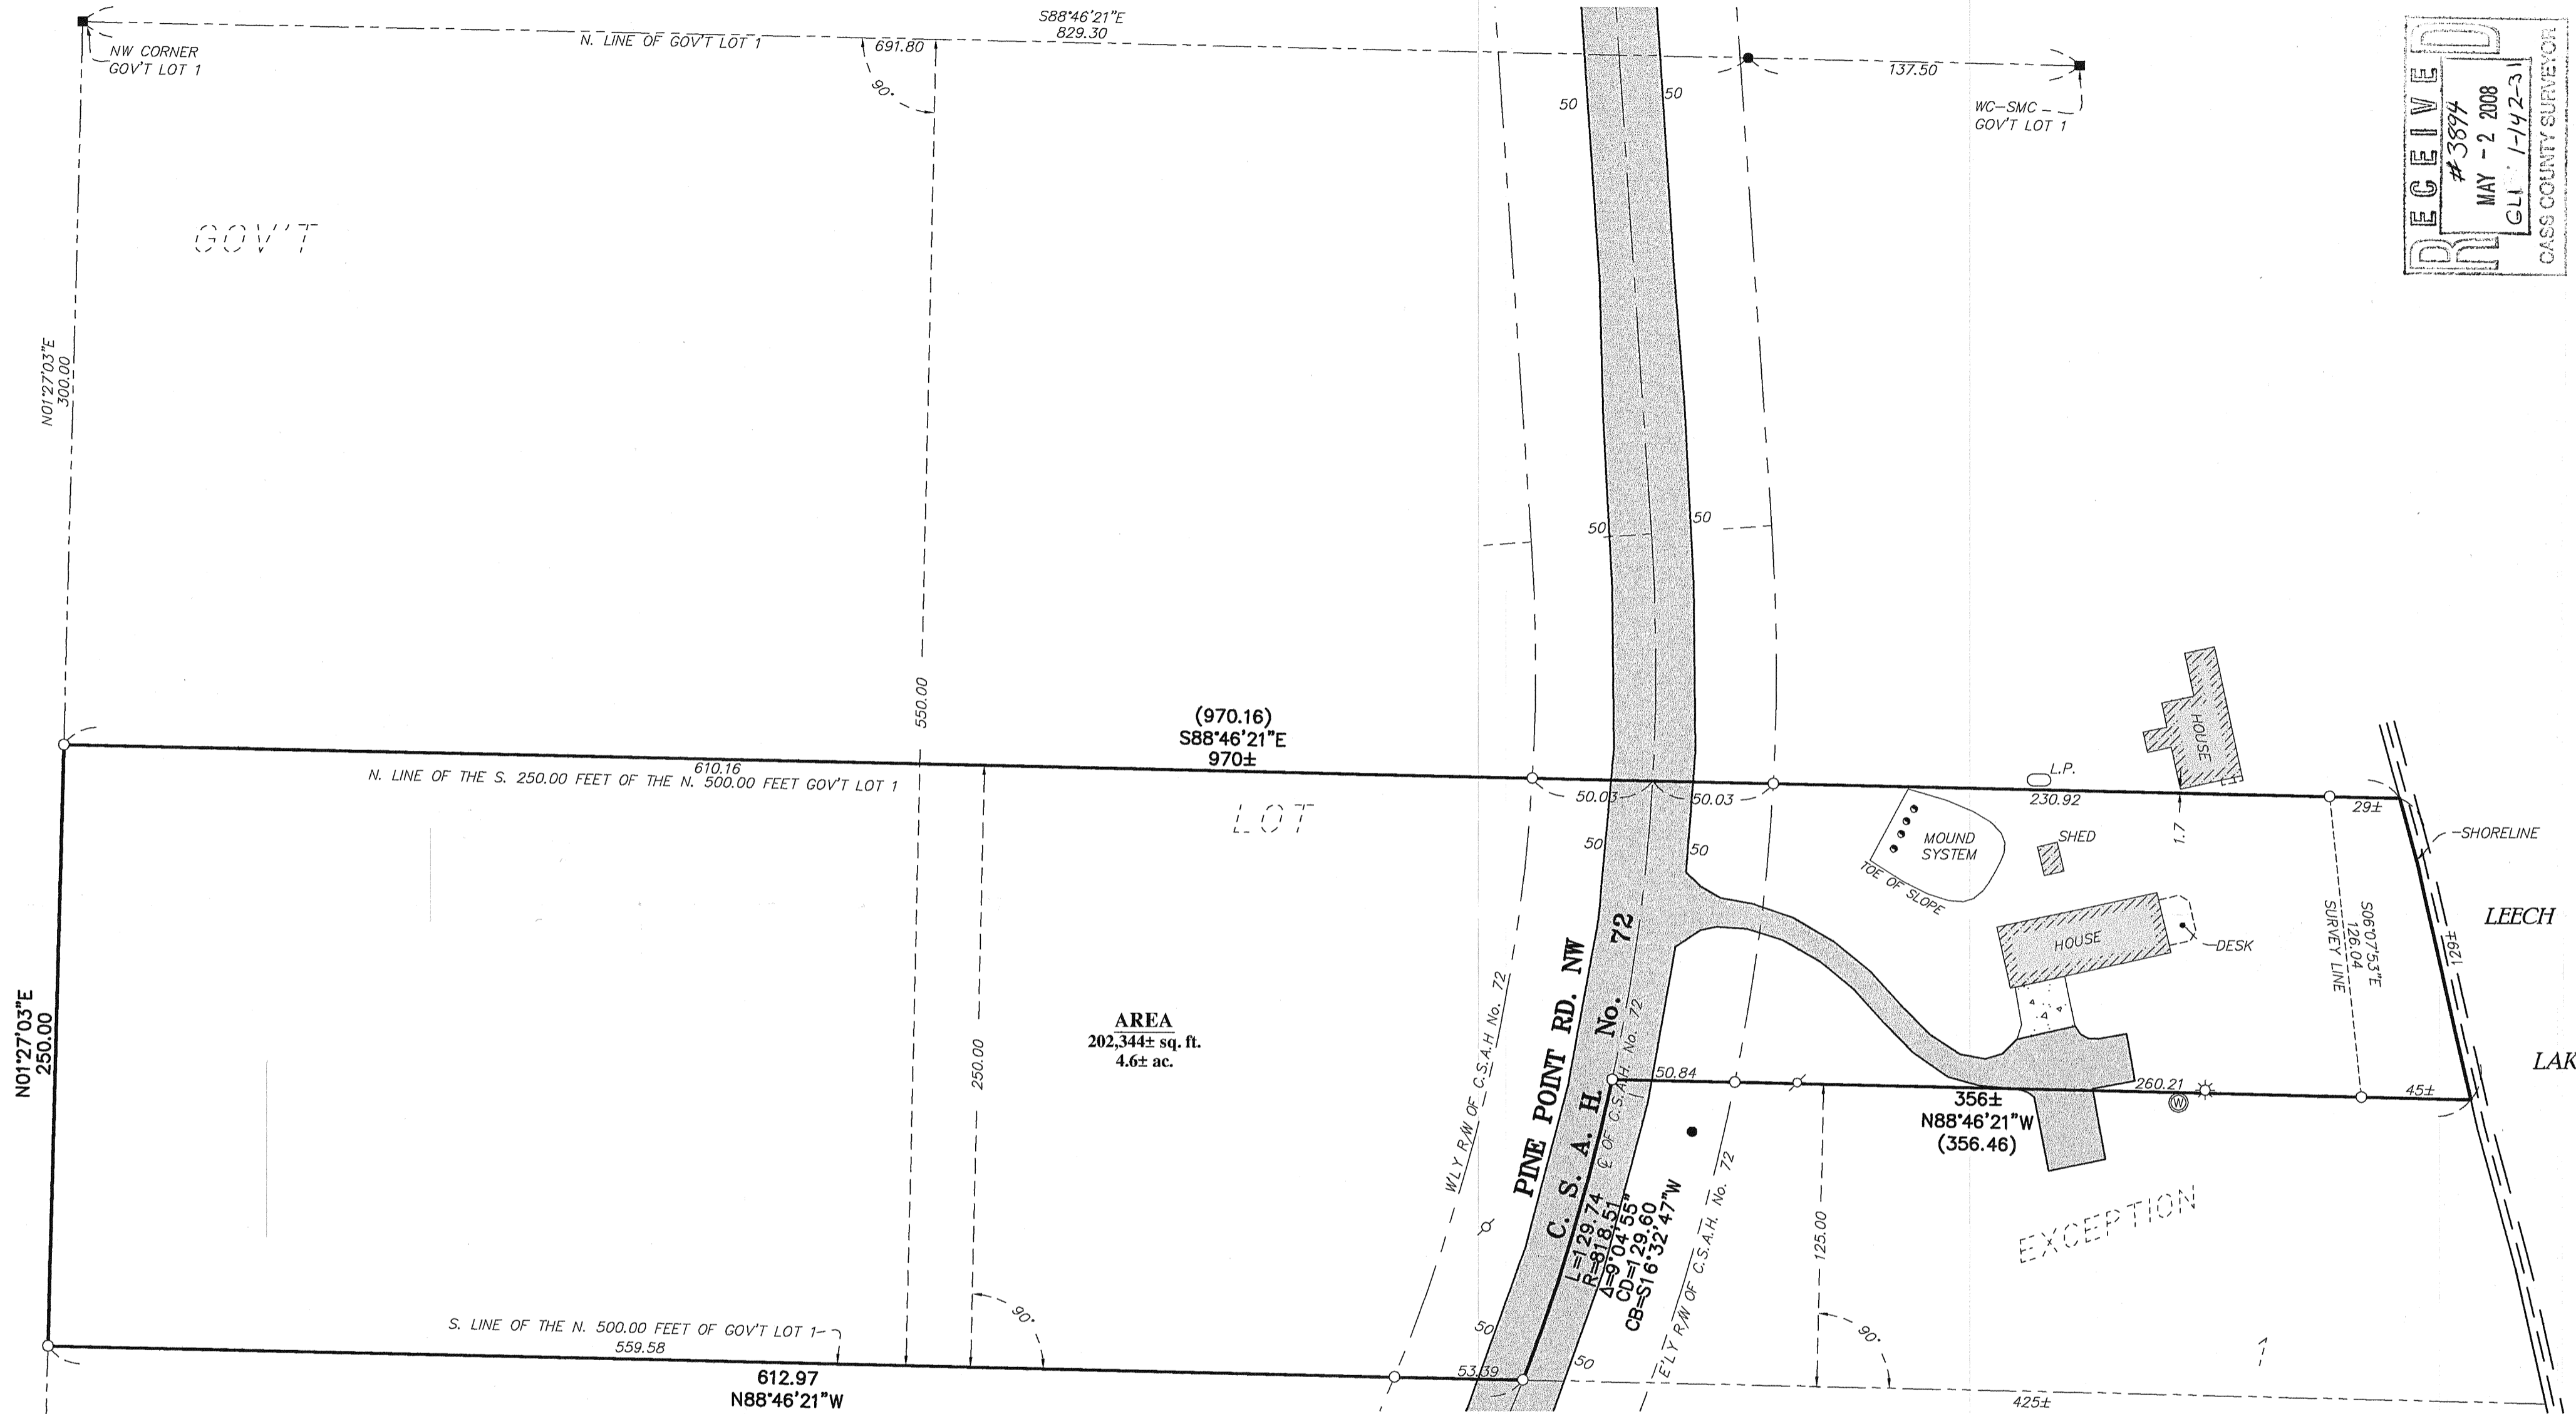 S88°46'21"E
829.30
N. LINE OF GOV'T LOT 1
691.80
NW CORNER
GOV'T LOT 1
90°
50
50
137.50
WC-SMC
GOV'T LOT 1
RECEIVED
#3894
MAY - 2 2008
1-142-31
CASS COUNTY SURVEYOR
GOV'T
N01°27'03"E
300.00
50
50
550.00
(970.16)
S88°46'21"E
970±
610.16
N. LINE OF THE S. 250.00 FEET OF THE N. 500.00 FEET GOV'T LOT 1
LOT
50.03
50.03
50
50
L.P.
230.92
29±
HOUSE
1.7
SHORELINE
MOUND
SYSTEM
TOE OF SLOPE
SHED
HOUSE
DESK
S06°07'53"E
126.04
SURVEY LINE
129±
LEECH
LAK
N01°27'03"E
250.00
250.00
AREA
202,344± sq. ft.
4.6± ac.
W'LY R/W OF C.S.A.H No. 72
PINE POINT RD. NW
C. S. A. H. No. 72
℄ OF C.S.A.H. No. 72
50.84
260.21
45±
W
356±
N88°46'21"W
(356.46)
L=129.74
R=818.51
Δ=9°04'55"
CD=129.60
CB=S16°32'47"W
E'LY R/W OF C.S.A.H. No. 72
125.00
90°
EXCEPTION
90°
S. LINE OF THE N. 500.00 FEET OF GOV'T LOT 1
559.58
612.97
N88°46'21"W
50
53.39
50
425±